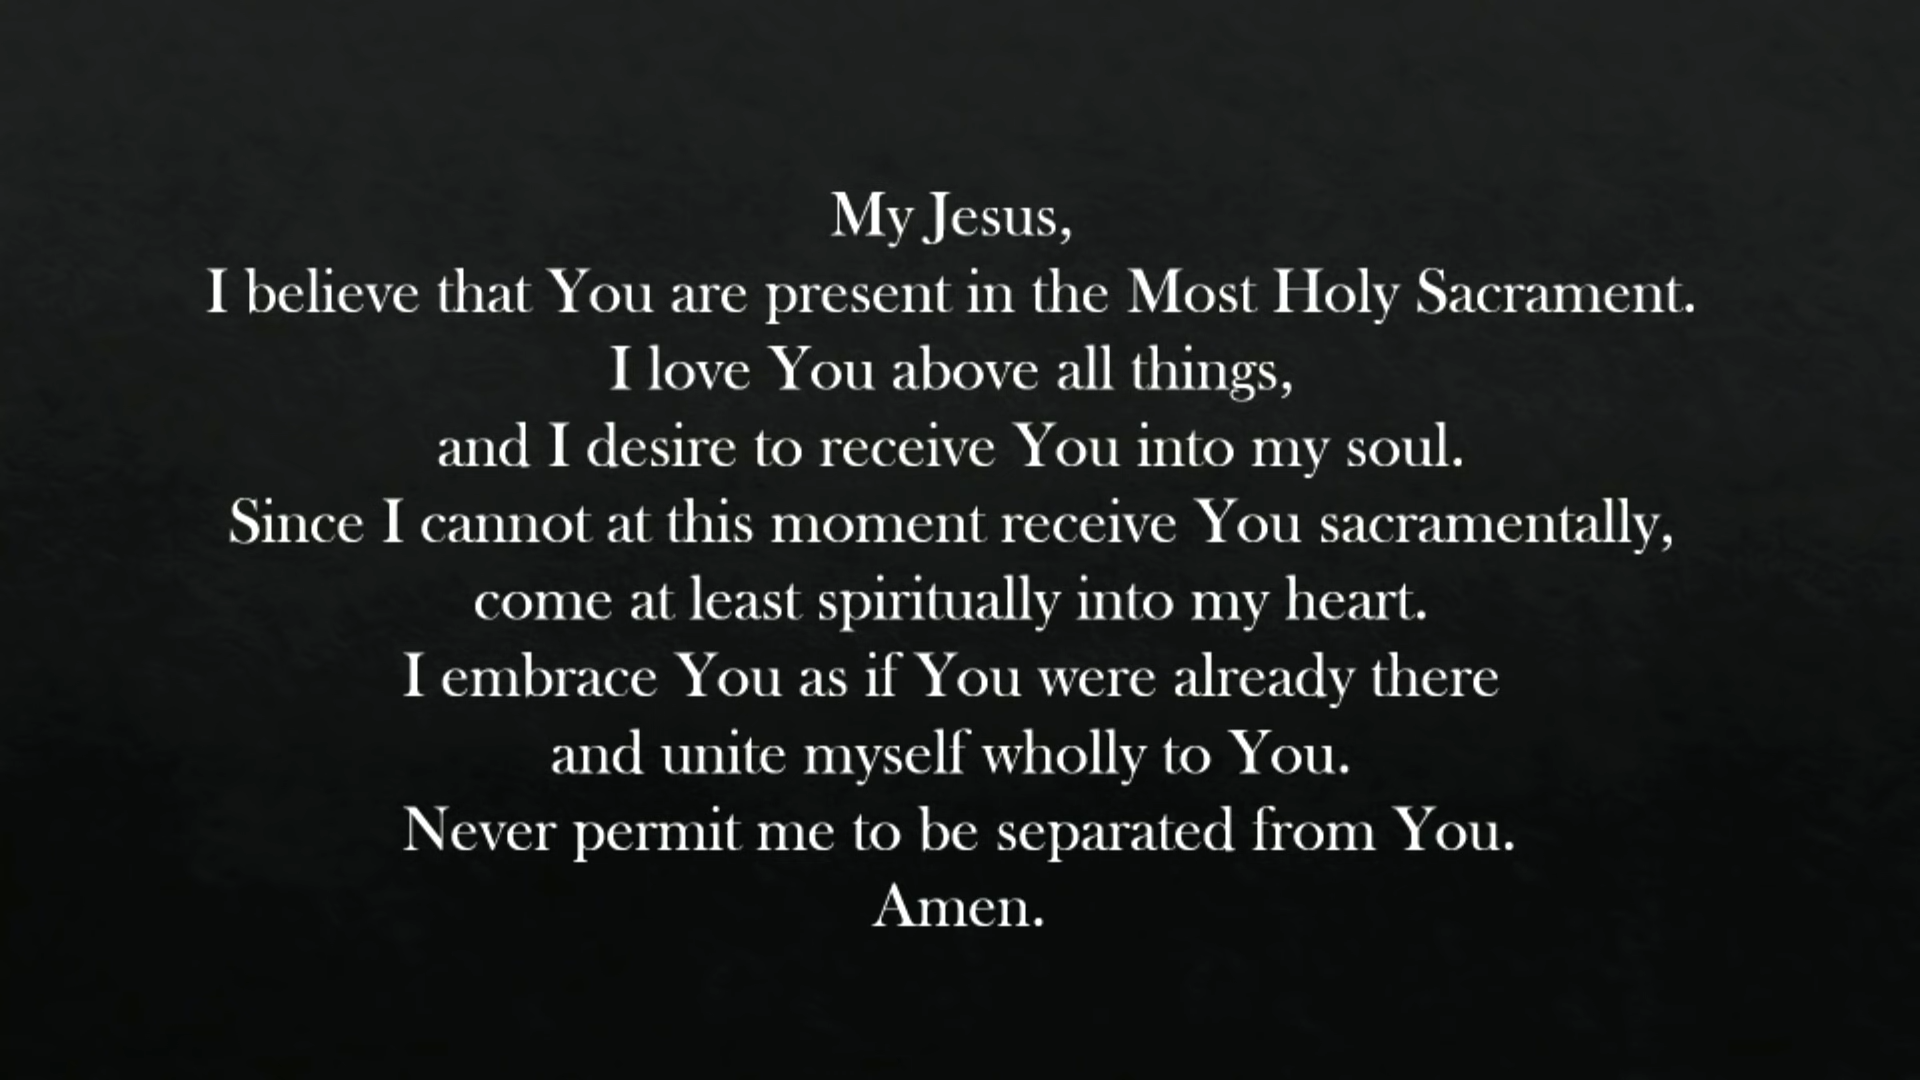 My Jesus,
I believe that You are present in the Most Holy Sacrament.
I love You above all things,
and I desire to receive You into my soul.
Since I cannot at this moment receive You sacramentally,
come at least spiritually into my heart.
I embrace You as if You were already there
and unite myself wholly to You.
Never permit me to be separated from You.
Amen.